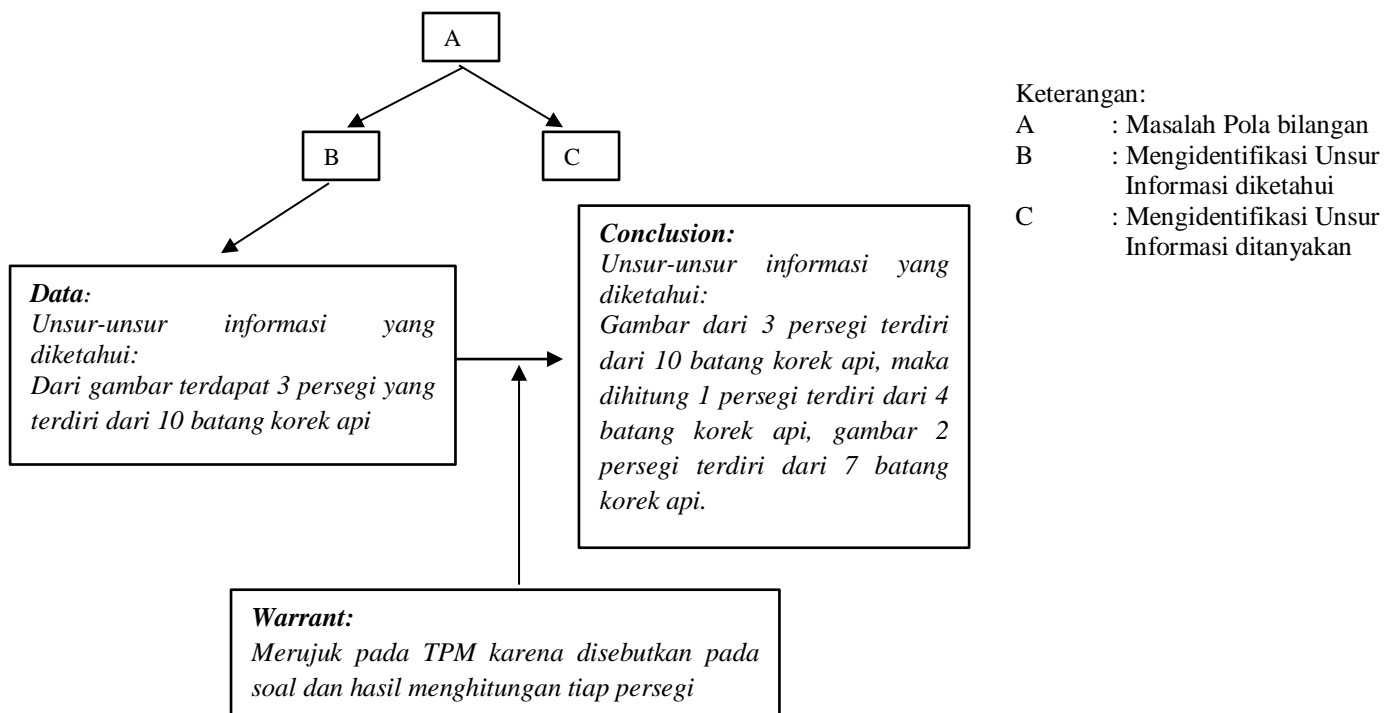 A
B
C
Keterangan:
A : Masalah Pola bilangan
B : Mengidentifikasi Unsur
Informasi diketahui
C : Mengidentifikasi Unsur
Informasi ditanyakan
Data:
Unsur-unsur informasi yang
diketahui:
Dari gambar terdapat 3 persegi yang
terdiri dari 10 batang korek api
Conclusion:
Unsur-unsur informasi yang
diketahui:
Gambar dari 3 persegi terdiri
dari 10 batang korek api, maka
dihitung 1 persegi terdiri dari 4
batang korek api, gambar 2
persegi terdiri dari 7 batang
korek api.
Warrant:
Merujuk pada TPM karena disebutkan pada
soal dan hasil menghitungan tiap persegi